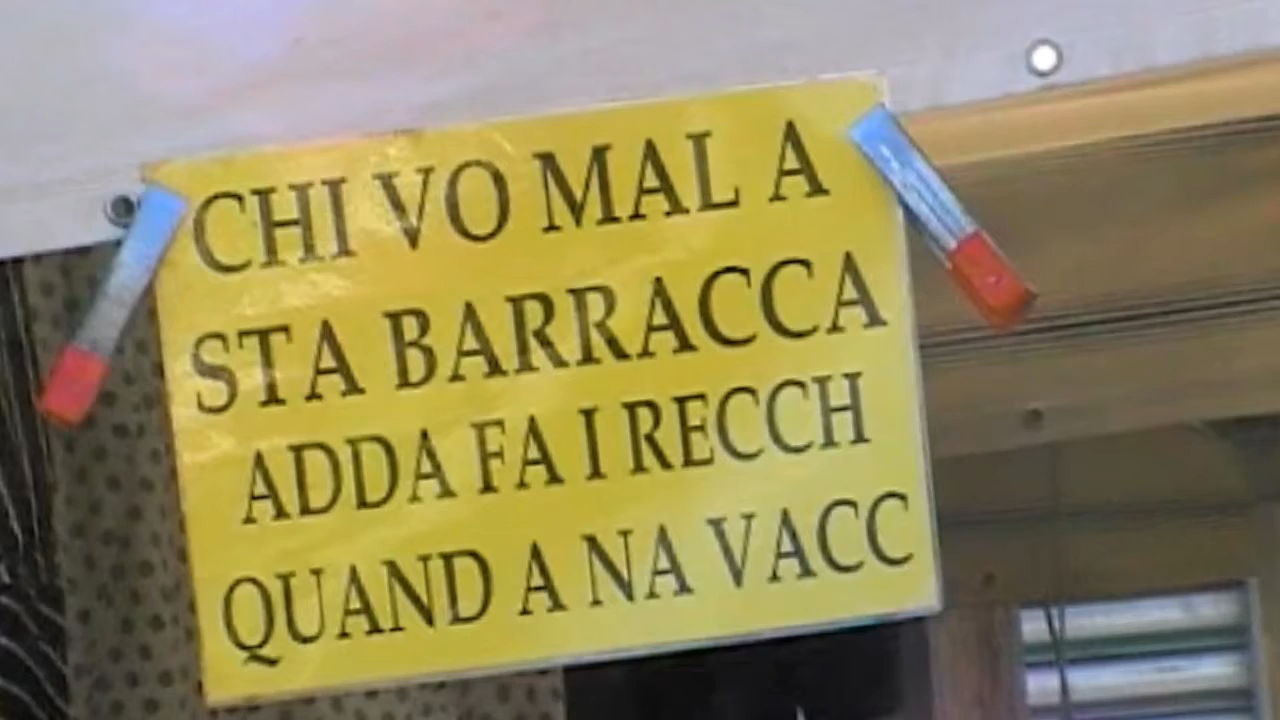 CHI VO MAL A
STA BARRACCA
ADDA FA I RECCH
QUAND A NA VACC